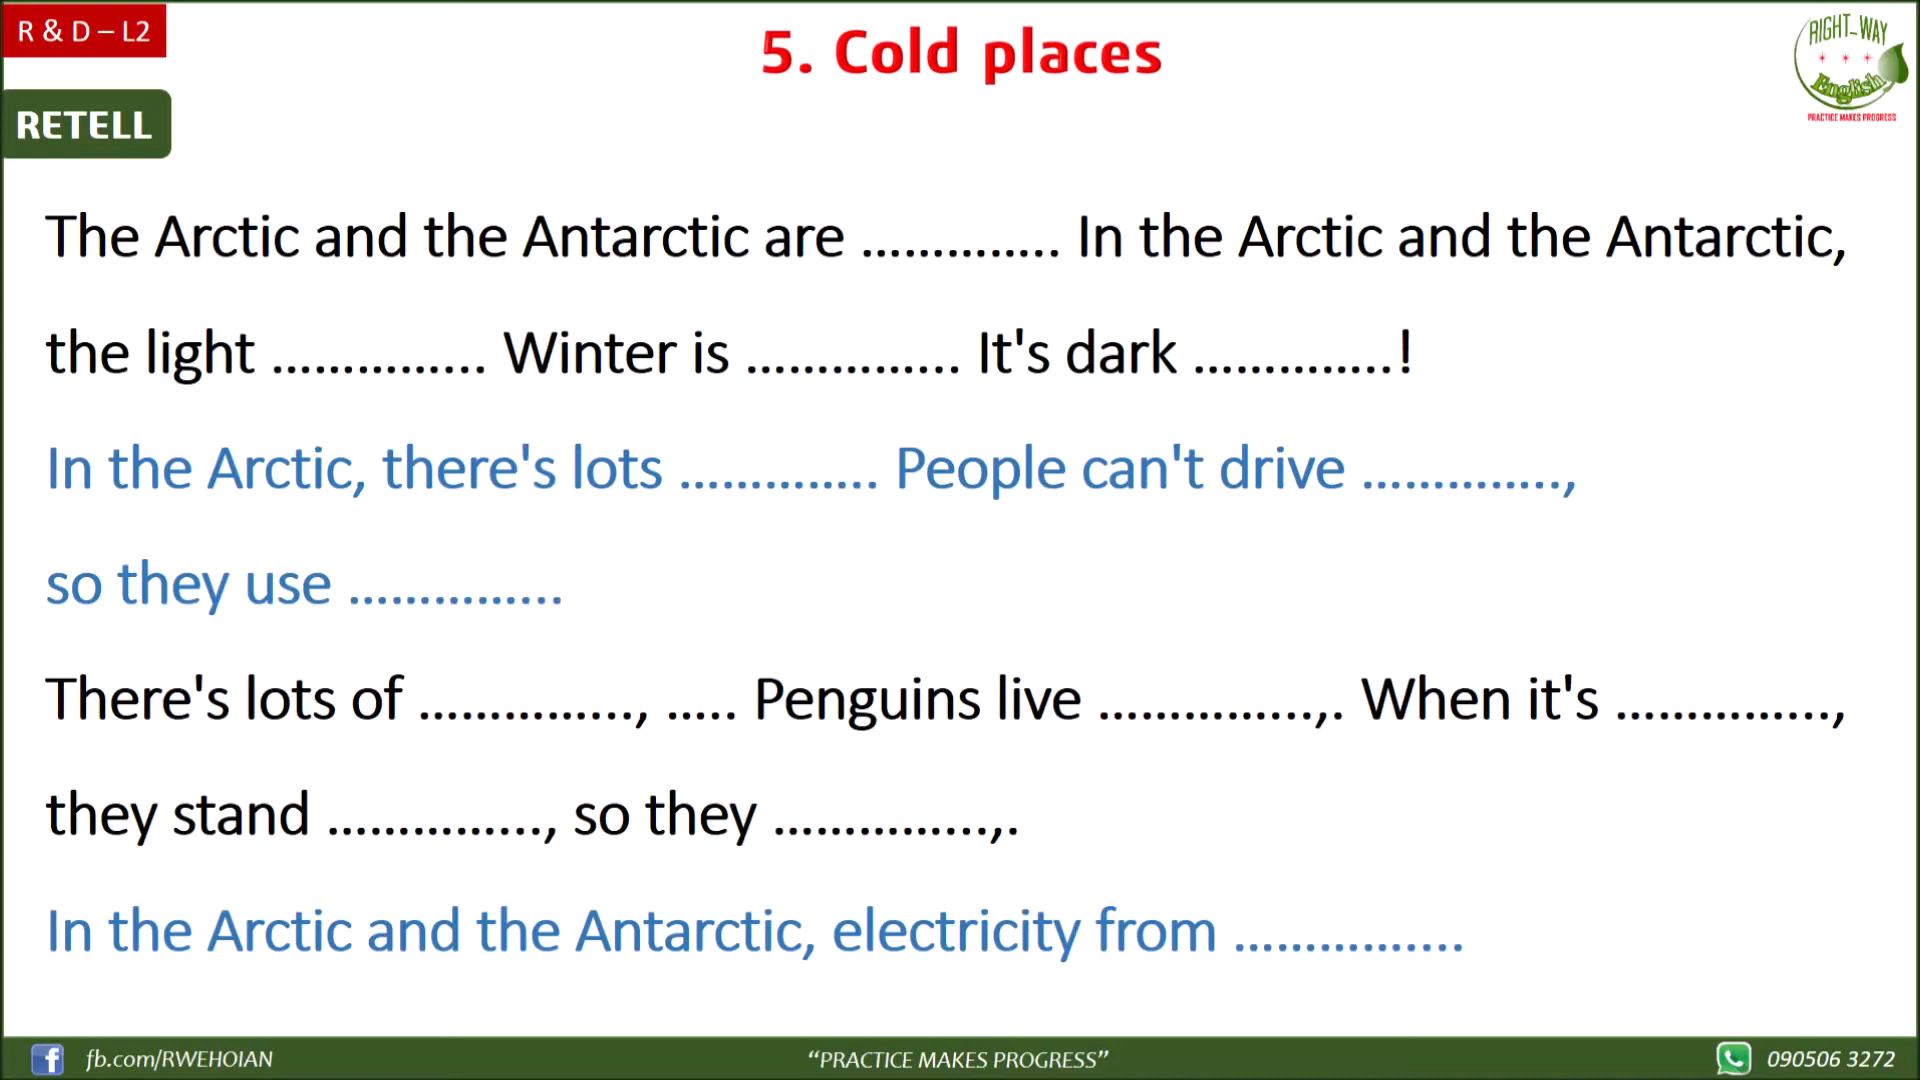 R & D – L2
5. Cold places
RIGHT_WAY
English
PRACTICE MAKES PROGRESS
RETELL
The Arctic and the Antarctic are ………….. In the Arctic and the Antarctic,
the light …………... Winter is …………... It's dark …………..!
In the Arctic, there's lots ………….. People can't drive …………..,
so they use …………...
There's lots of …………..., ….. Penguins live …………...,. When it's …………...,
they stand …………..., so they …………...,.
In the Arctic and the Antarctic, electricity from …………....
f fb.com/RWEHOIAN
“PRACTICE MAKES PROGRESS”
090506 3272